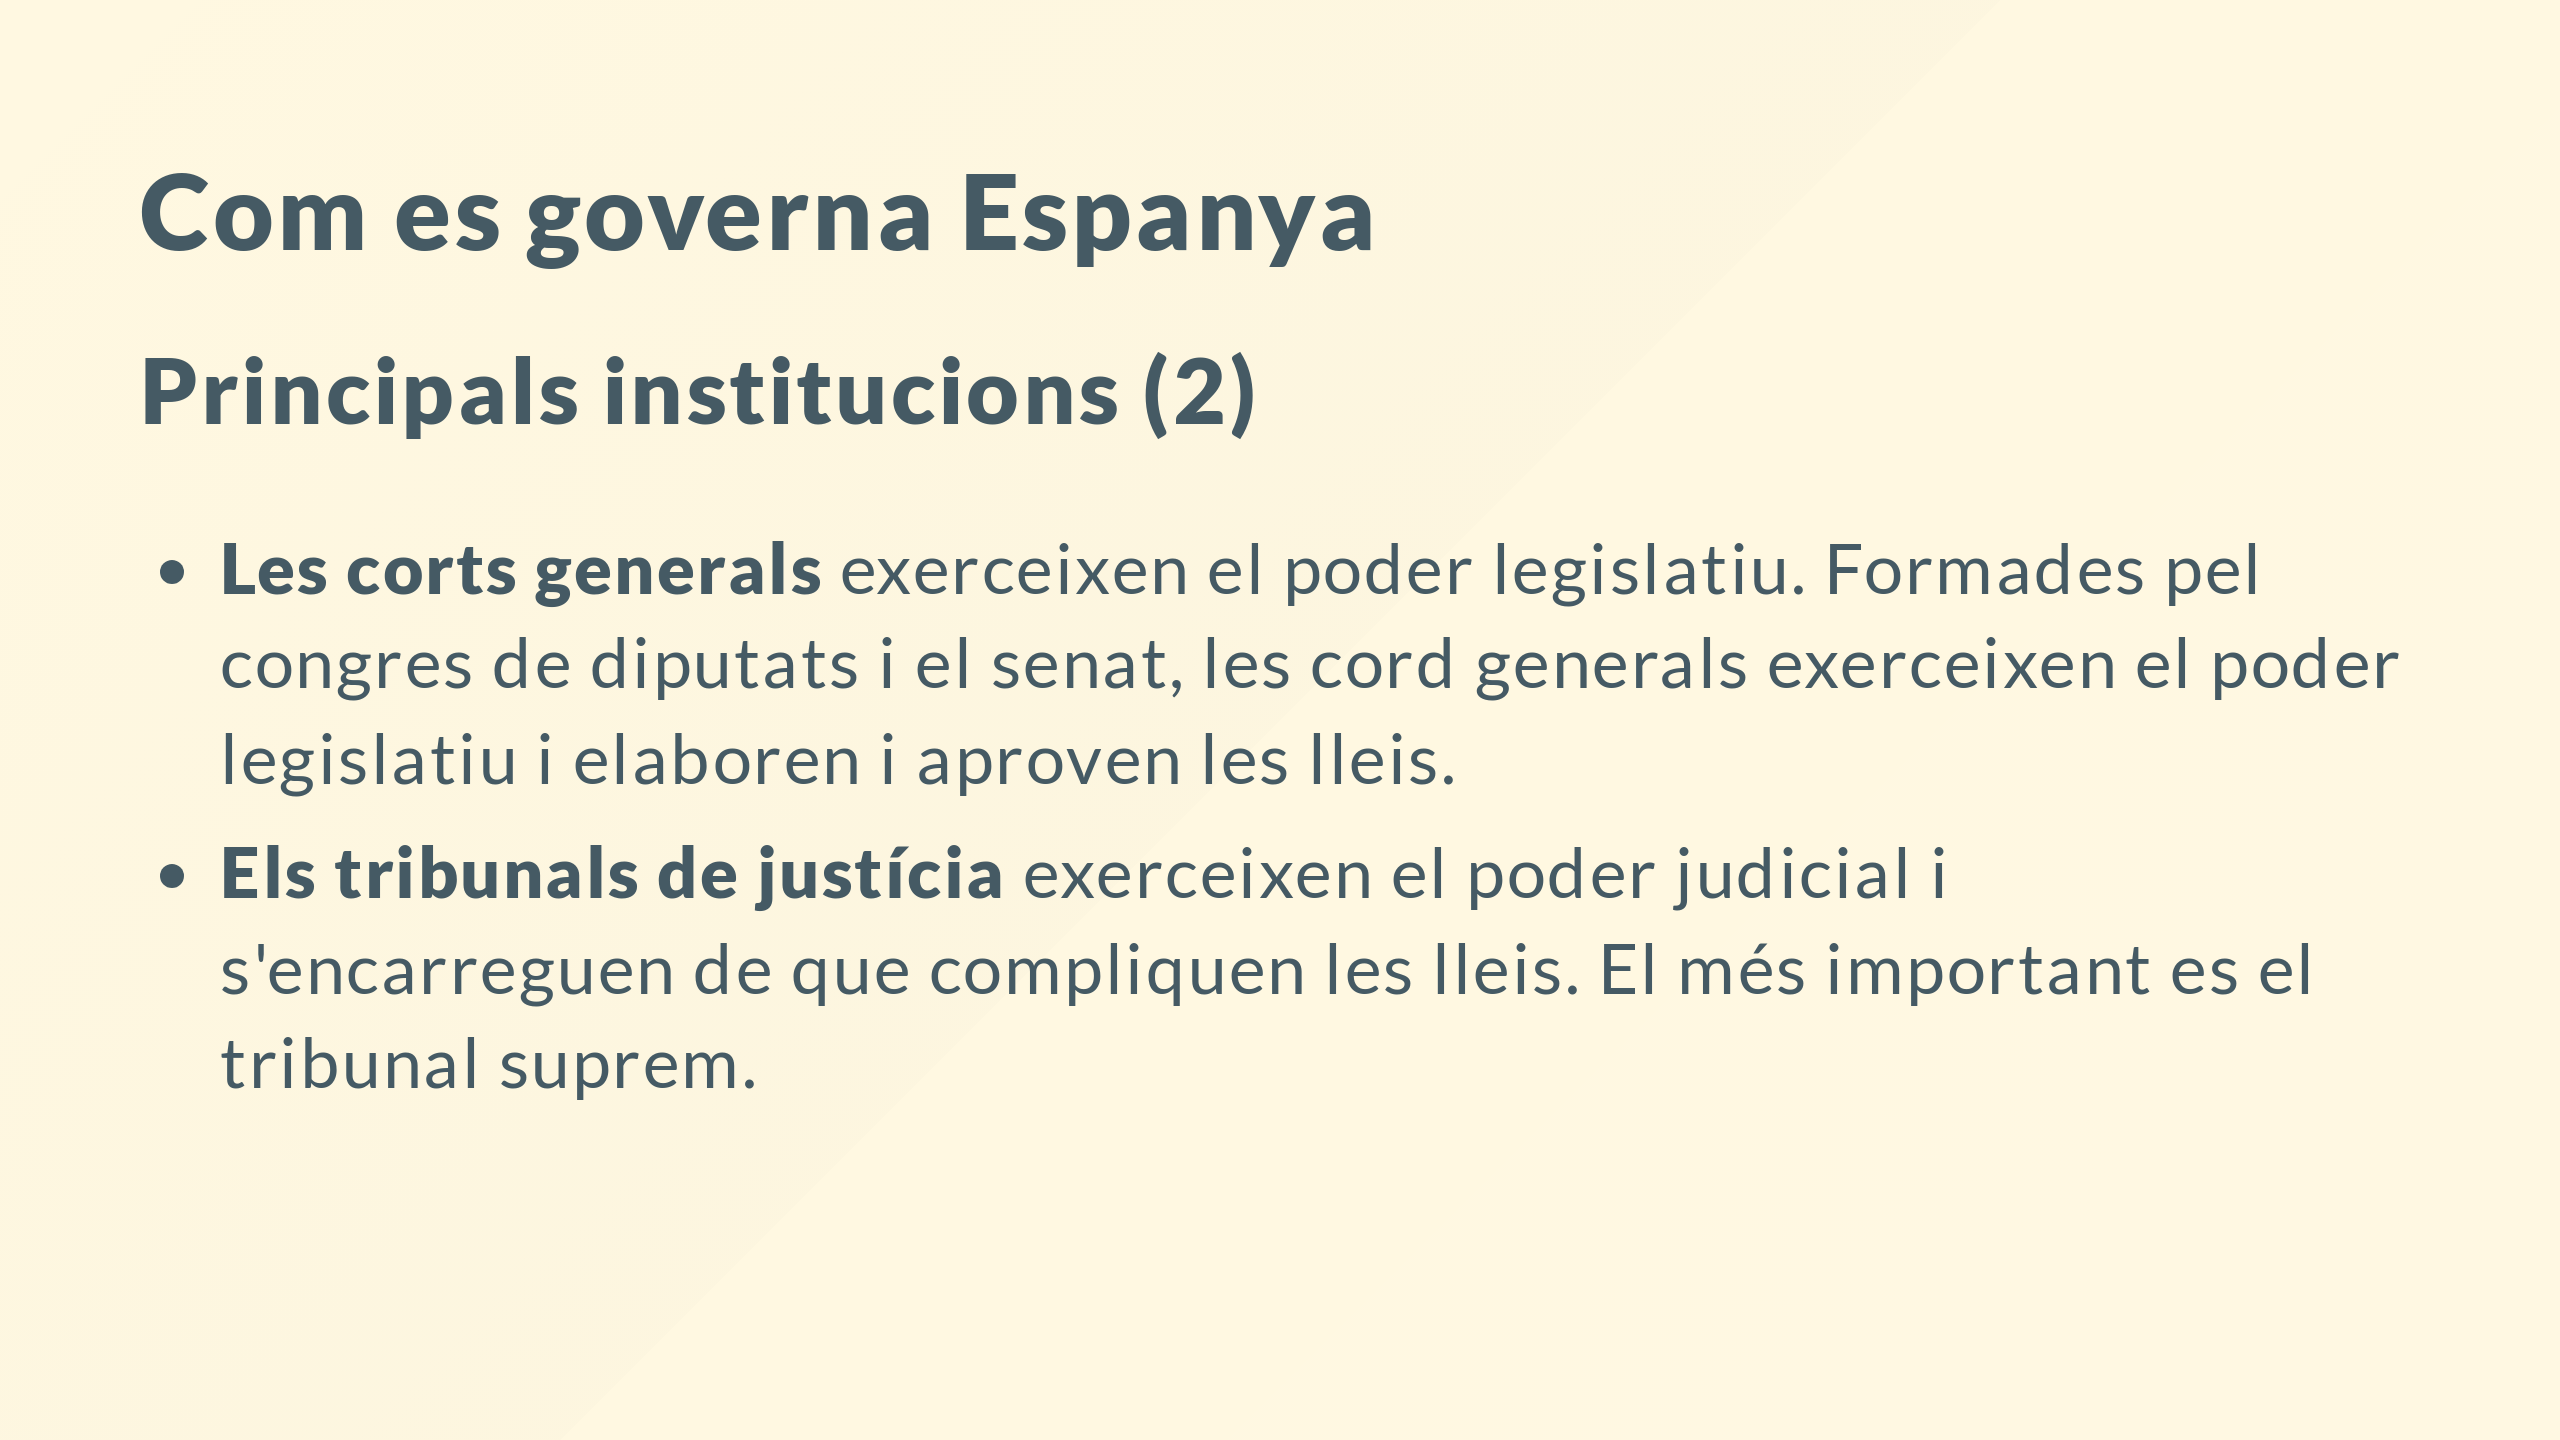 Com es governa Espanya
Principals institucions (2)
• Les corts generals exerceixen el poder legislatiu. Formades pel
congres de diputats i el senat, les cord generals exerceixen el poder
legislatiu i elaboren i aproven les lleis.
• Els tribunals de justícia exerceixen el poder judicial i
s'encarreguen de que compliquen les lleis. El més important es el
tribunal suprem.